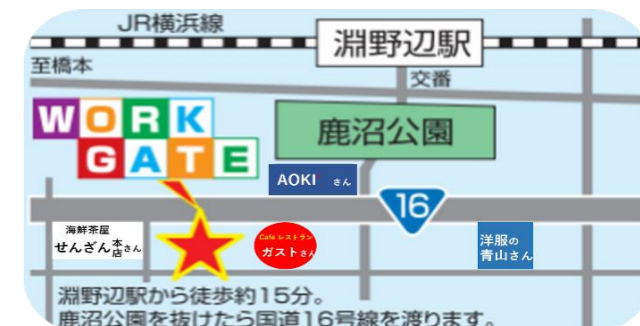 JR横浜線
淵野辺駅
至橋本
交番
WORK
GATE
鹿沼公園
AOKI さん
16
海鮮茶屋
せんざん本店さん
Cafe レストラン
ガストさん
洋服の
青山さん
淵野辺駅から徒歩約15分。
鹿沼公園を抜けたら国道16号線を渡ります。